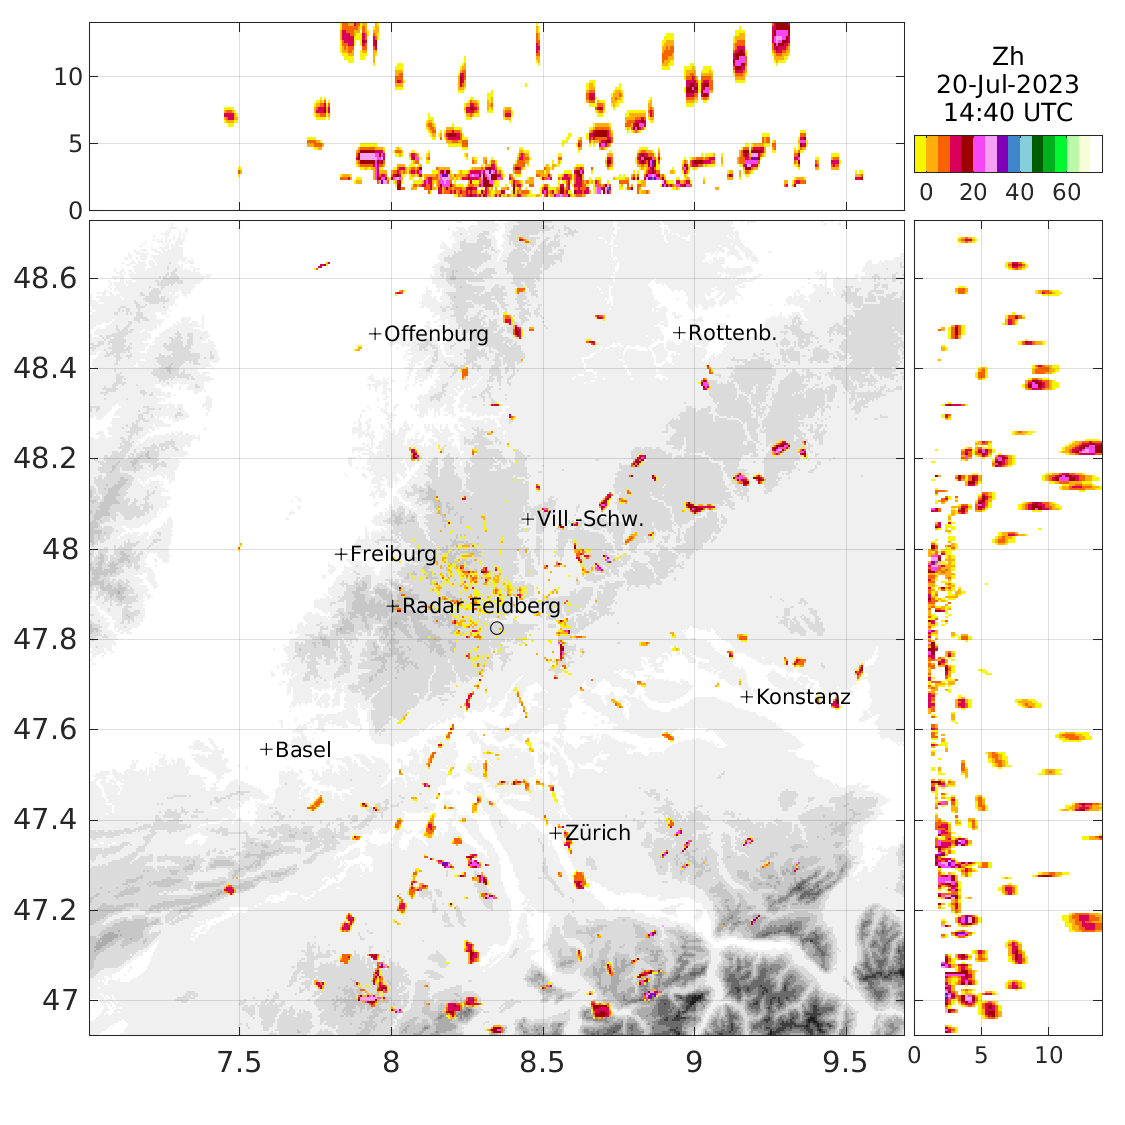 10
5
0
Zh
20-Jul-2023
14:40 UTC
0 20 40 60
48.6
48.4
48.2
48
47.8
47.6
47.4
47.2
47
+Offenburg
+Rottenb.
+Vill.-Schw.
+Freiburg
+Radar Feldberg
+Konstanz
+Basel
+Zürich
7.5 8 8.5 9 9.5
0 5 10